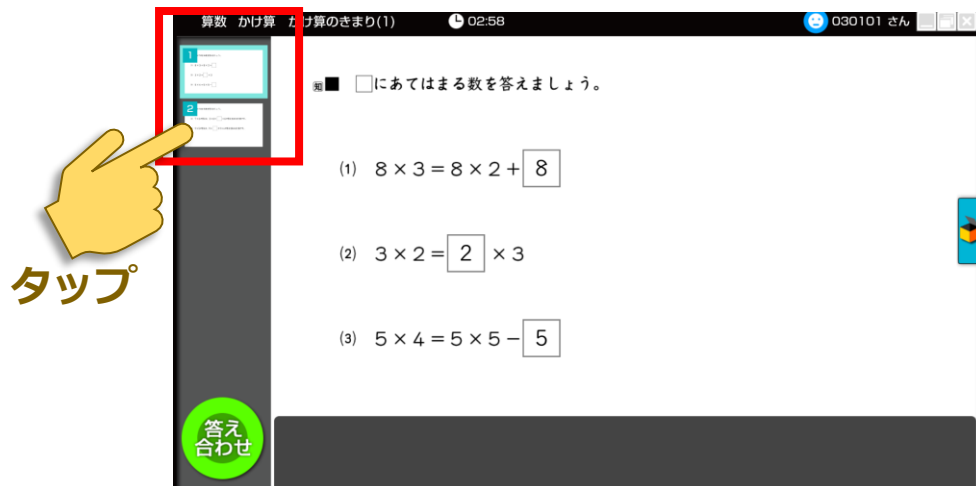 算数 かけ算 かけ算のきまり(1) 02:58 030101 さん
1
2
知■ □にあてはまる数を答えましょう。
(1) 8×3=8×2+8
(2) 3×2=2×3
(3) 5×4=5×5-5
タップ
答え
合わせ